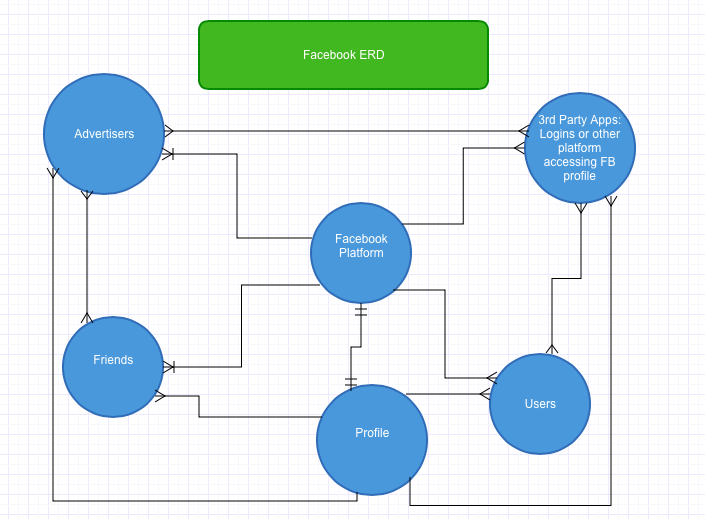 Facebook ERD
Advertisers
3rd Party Apps:
Logins or other
platform
accessing FB
profile
Facebook
Platform
Friends
Users
Profile